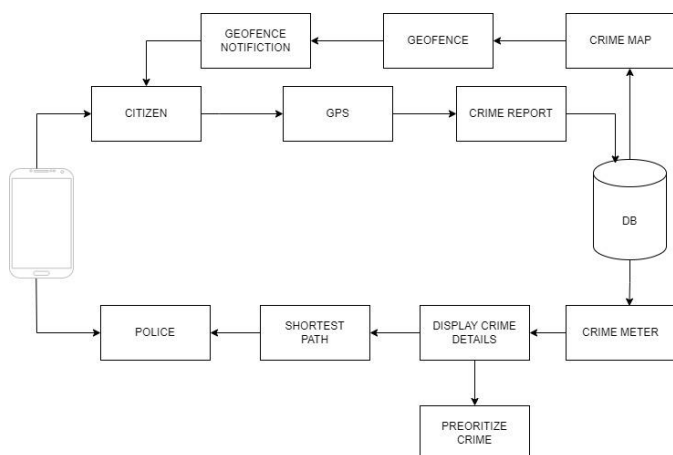 GEOFENCE
NOTIFICTION
GEOFENCE
CRIME MAP
CITIZEN
GPS
CRIME REPORT
DB
POLICE
SHORTEST
PATH
DISPLAY CRIME
DETAILS
CRIME METER
PREORITIZE
CRIME